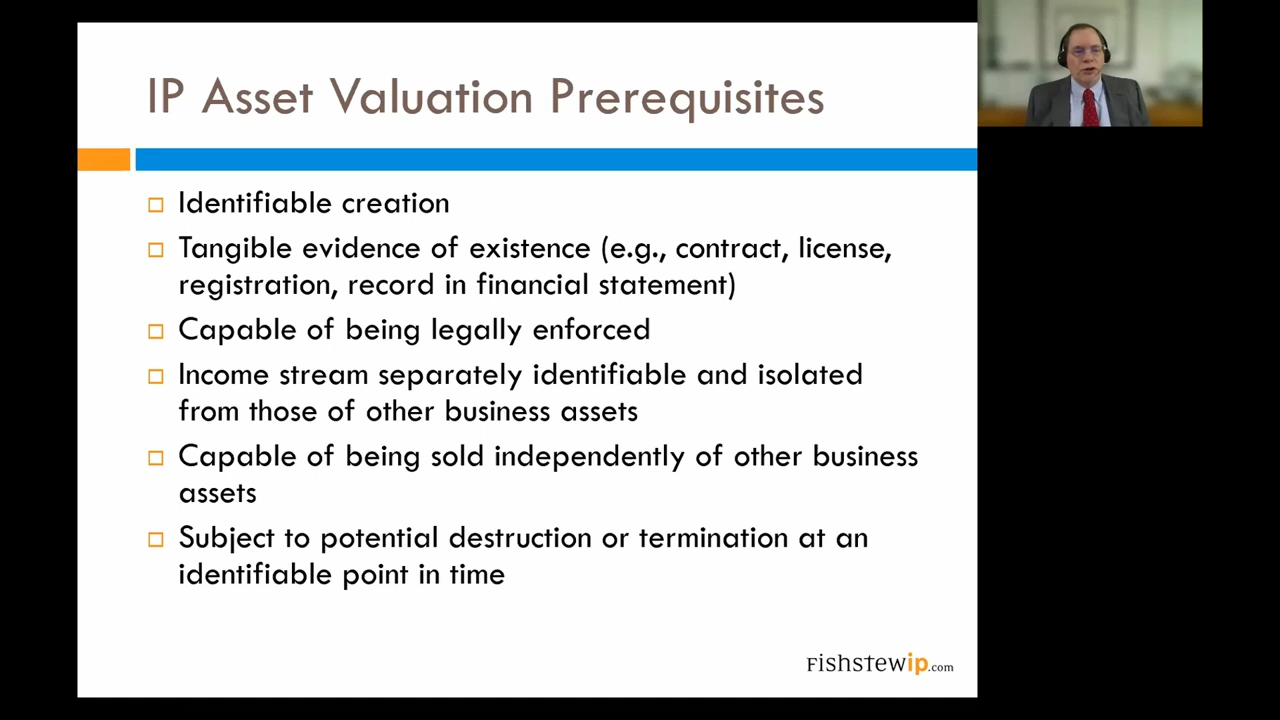 IP Asset Valuation Prerequisites
Identifiable creation
Tangible evidence of existence (e.g., contract, license,
registration, record in financial statement)
Capable of being legally enforced
Income stream separately identifiable and isolated
from those of other business assets
Capable of being sold independently of other business
assets
Subject to potential destruction or termination at an
identifiable point in time
Fishstewip.com